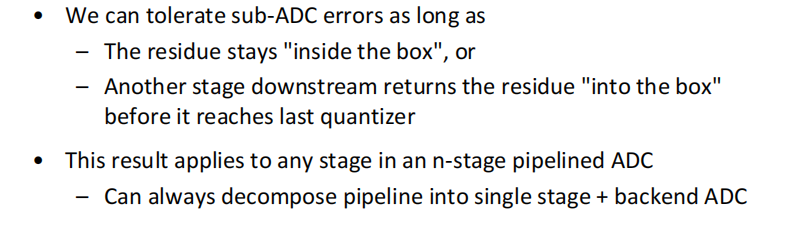 • We can tolerate sub-ADC errors as long as
– The residue stays "inside the box", or
– Another stage downstream returns the residue "into the box"
before it reaches last quantizer
• This result applies to any stage in an n-stage pipelined ADC
– Can always decompose pipeline into single stage + backend ADC